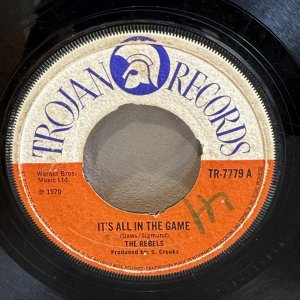 TROJAN RECORDS
Warner Bros.
Music Ltd.
℗ 1970
TR-7779 A
IT'S ALL IN THE GAME
(Daws/Sigmund)
THE REBELS
Produced by: S. Crooks